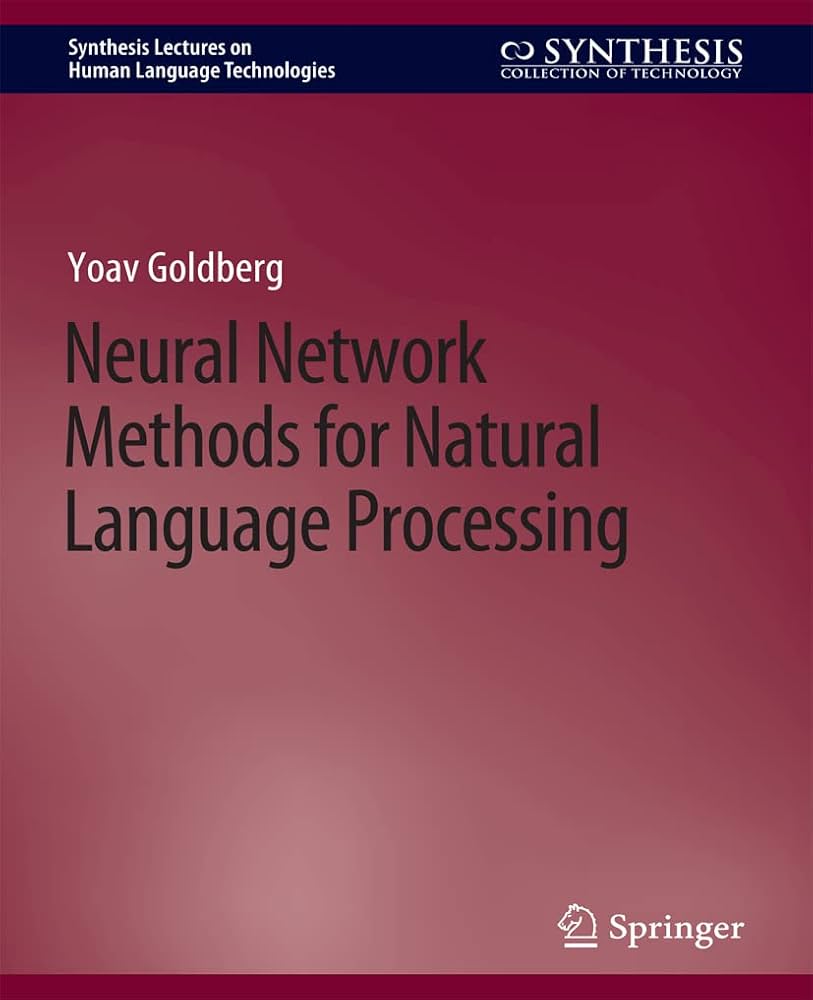 Synthesis Lectures on
Human Language Technologies
SYNTHESIS
COLLECTION OF TECHNOLOGY
Yoav Goldberg
Neural Network
Methods for Natural
Language Processing
Springer